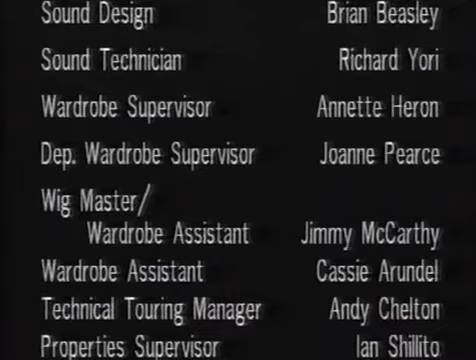 Sound Design Brian Beasley
Sound Technician Richard Yori
Wardrobe Supervisor Annette Heron
Dep. Wardrobe Supervisor Joanne Pearce
Wig Master/
Wardrobe Assistant Jimmy McCarthy
Wardrobe Assistant Cassie Arundel
Technical Touring Manager Andy Chelton
Properties Supervisor Ian Shillito